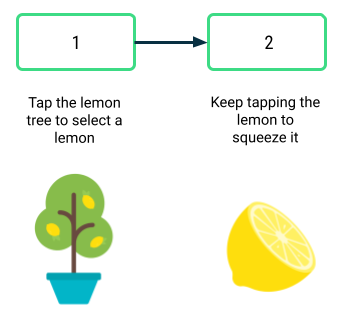 1
2
Tap the lemon
tree to select a
lemon
Keep tapping the
lemon to
squeeze it